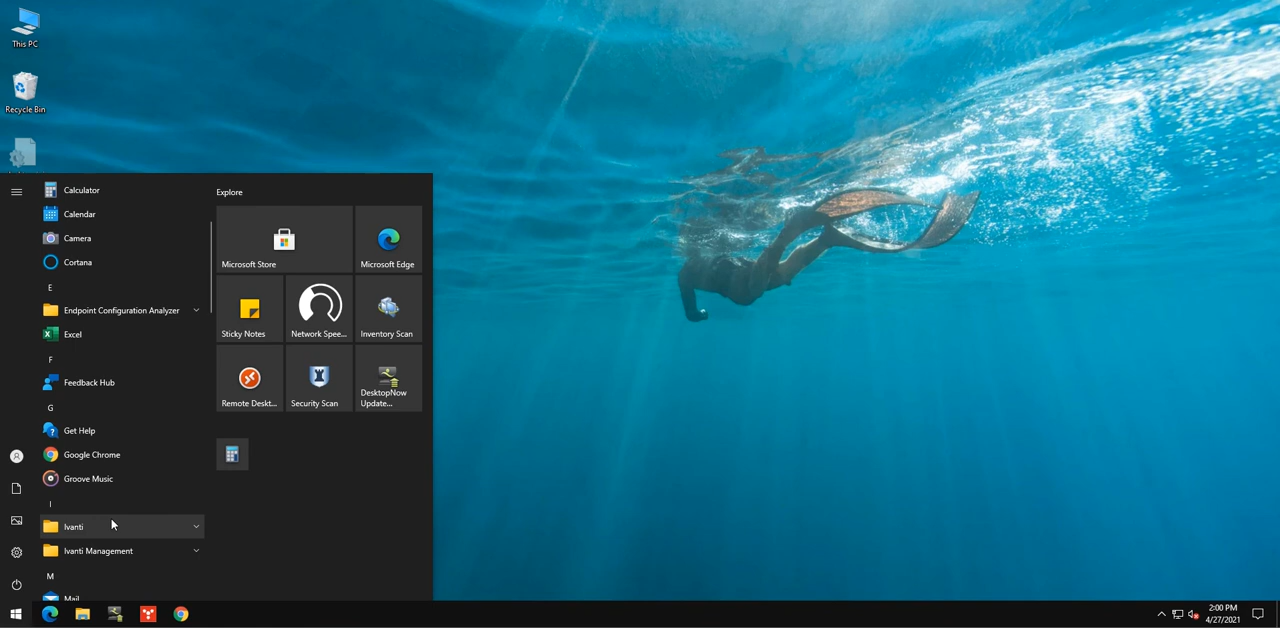 This PC
Recycle Bin
Calculator
Calendar
Camera
Cortana
E
Endpoint Configuration Analyzer
Excel
F
Feedback Hub
G
Get Help
Google Chrome
Groove Music
I
Ivanti
Ivanti Management
M
Mail
Explore
Microsoft Store
Microsoft Edge
Sticky Notes
Network Spee...
Inventory Scan
Remote Deskt...
Security Scan
DesktopNow
Update...
2:00 PM
4/27/2021